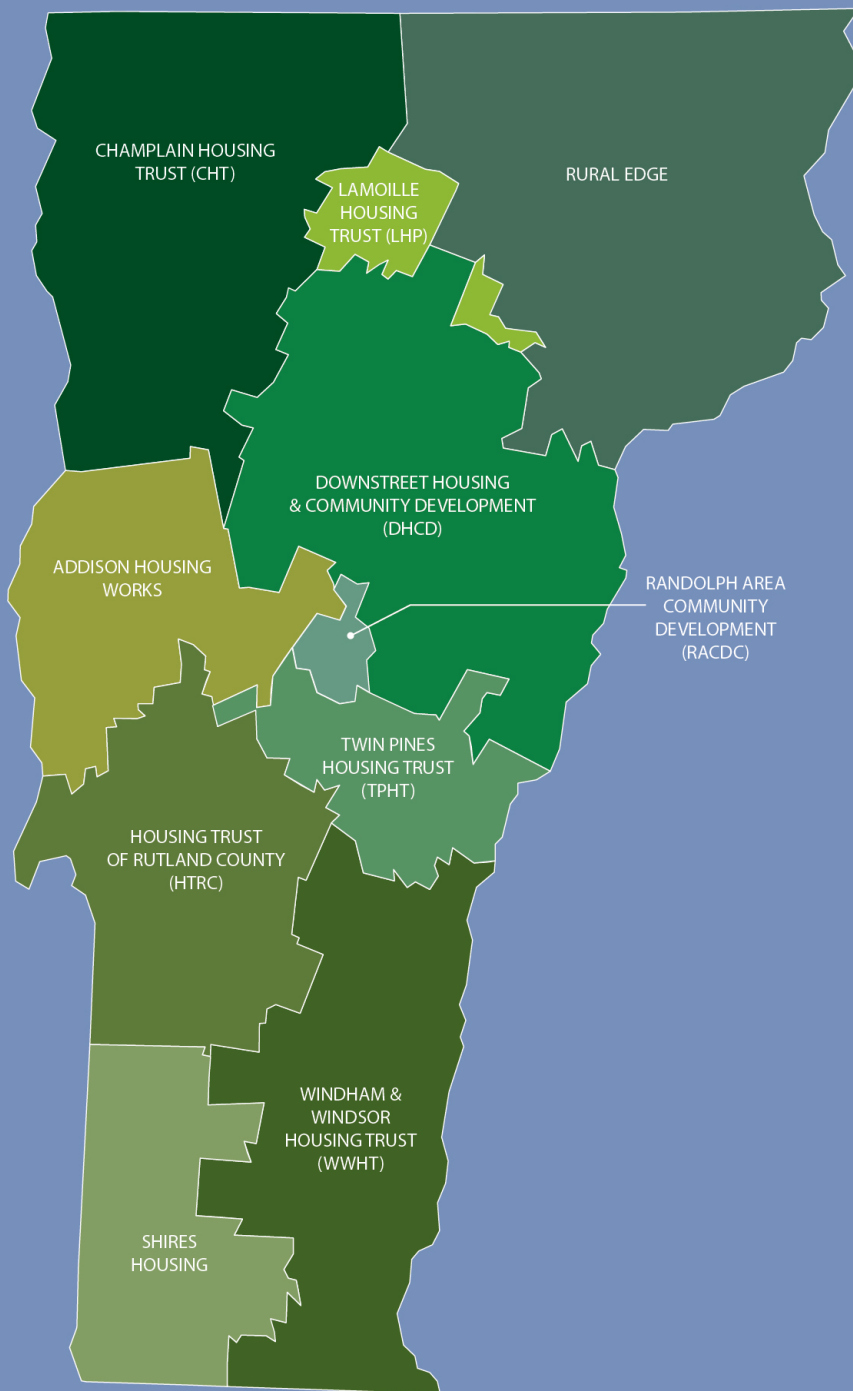 CHAMPLAIN HOUSING
TRUST (CHT)
RURAL EDGE
LAMOILLE
HOUSING
TRUST (LHP)
DOWNSTREET HOUSING
& COMMUNITY DEVELOPMENT
(DHCD)
ADDISON HOUSING
WORKS
RANDOLPH AREA
COMMUNITY
DEVELOPMENT
(RACDC)
TWIN PINES
HOUSING TRUST
(TPHT)
HOUSING TRUST
OF RUTLAND COUNTY
(HTRC)
WINDHAM &
WINDSOR
HOUSING TRUST
(WWHT)
SHIRES
HOUSING